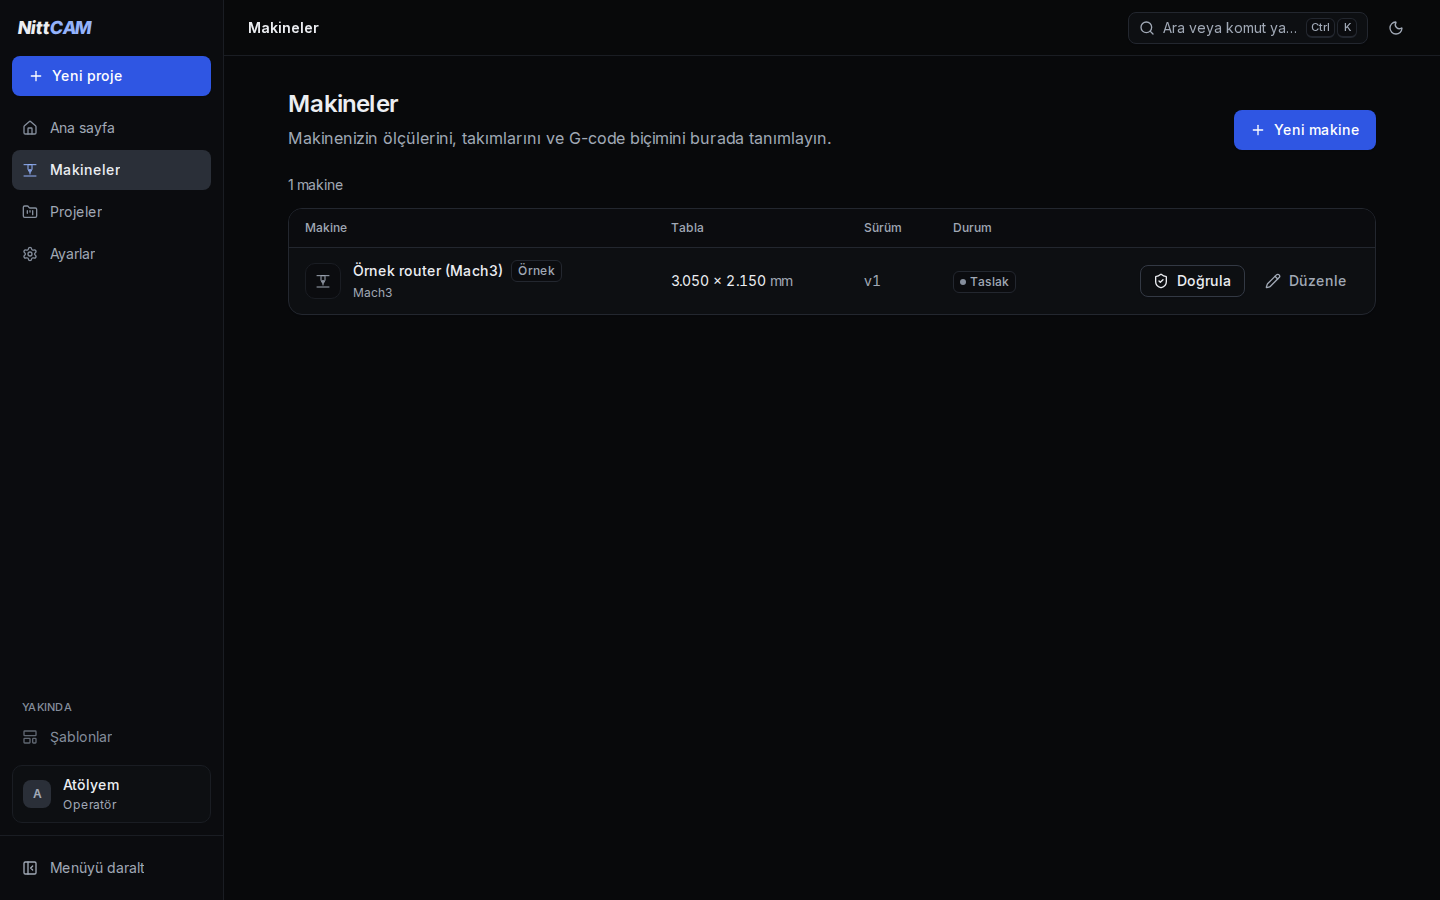 NittCAM
Yeni proje
Ana sayfa
Makineler
Projeler
Ayarlar
YAKINDA
Şablonlar
A
Atölyem
Operatör
Menüyü daralt
Makineler
Ara veya komut ya... Ctrl K
Makineler
Makinenizin ölçülerini, takımlarını ve G-code biçimini burada tanımlayın.
Yeni makine
1 makine
Makine Tabla Sürüm Durum
Örnek router (Mach3) Örnek
Mach3
3.050 × 2.150 mm v1 Taslak Doğrula Düzenle